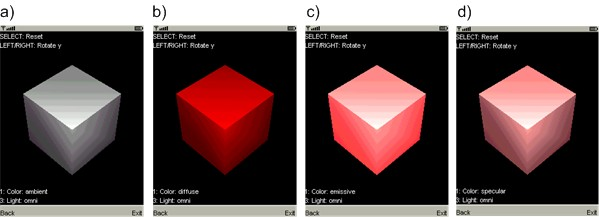 a)
SELECT: Reset
LEFT/RIGHT: Rotate y
1: Color: ambient
3: Light: omni
Back Exit
b)
SELECT: Reset
LEFT/RIGHT: Rotate y
1: Color: diffuse
3: Light: omni
Back Exit
c)
SELECT: Reset
LEFT/RIGHT: Rotate y
1: Color: emissive
3: Light: omni
Back Exit
d)
SELECT: Reset
LEFT/RIGHT: Rotate y
1: Color: specular
3: Light: omni
Back Exit